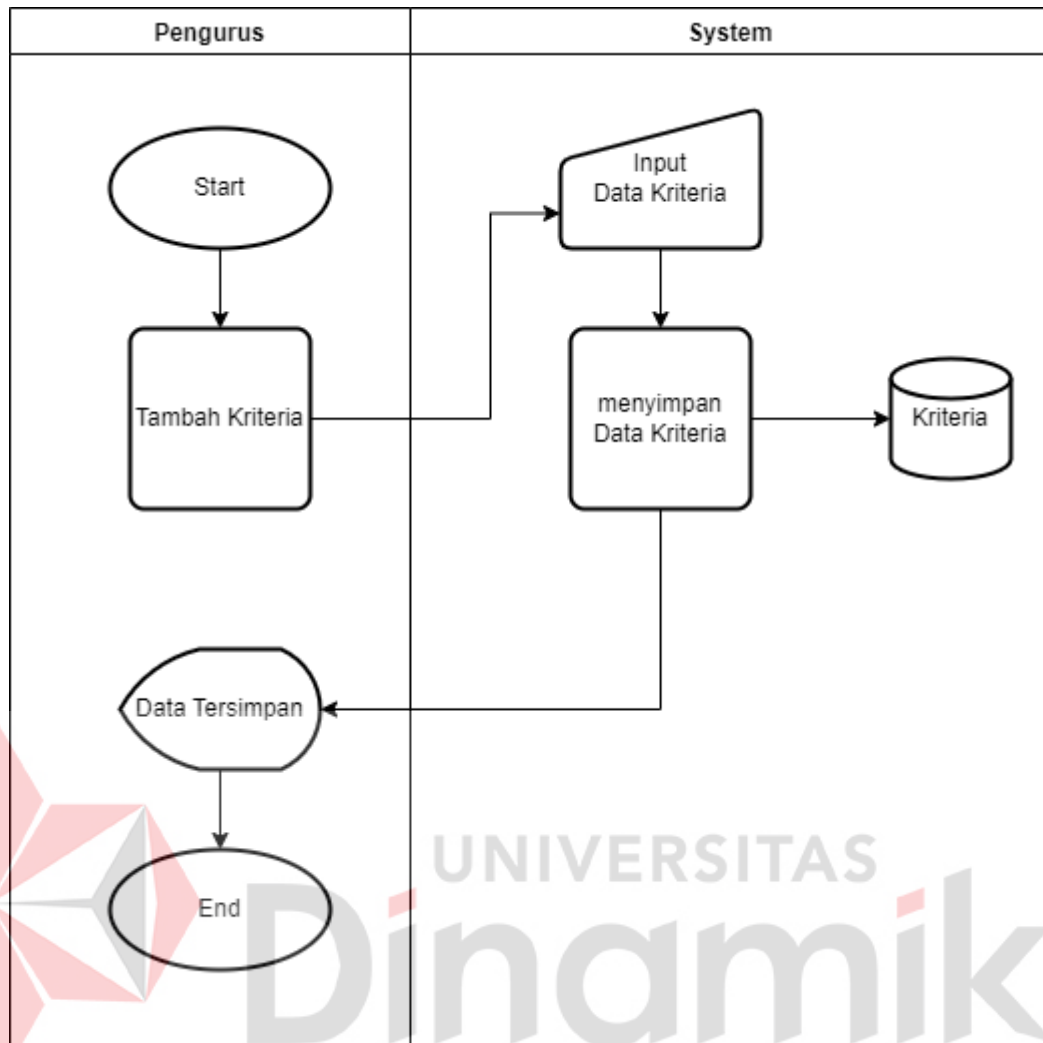 Pengurus
System
Start
Input
Data Kriteria
Tambah Kriteria
menyimpan
Data Kriteria
Kriteria
Data Tersimpan
End
UNIVERSITAS
Dinamik